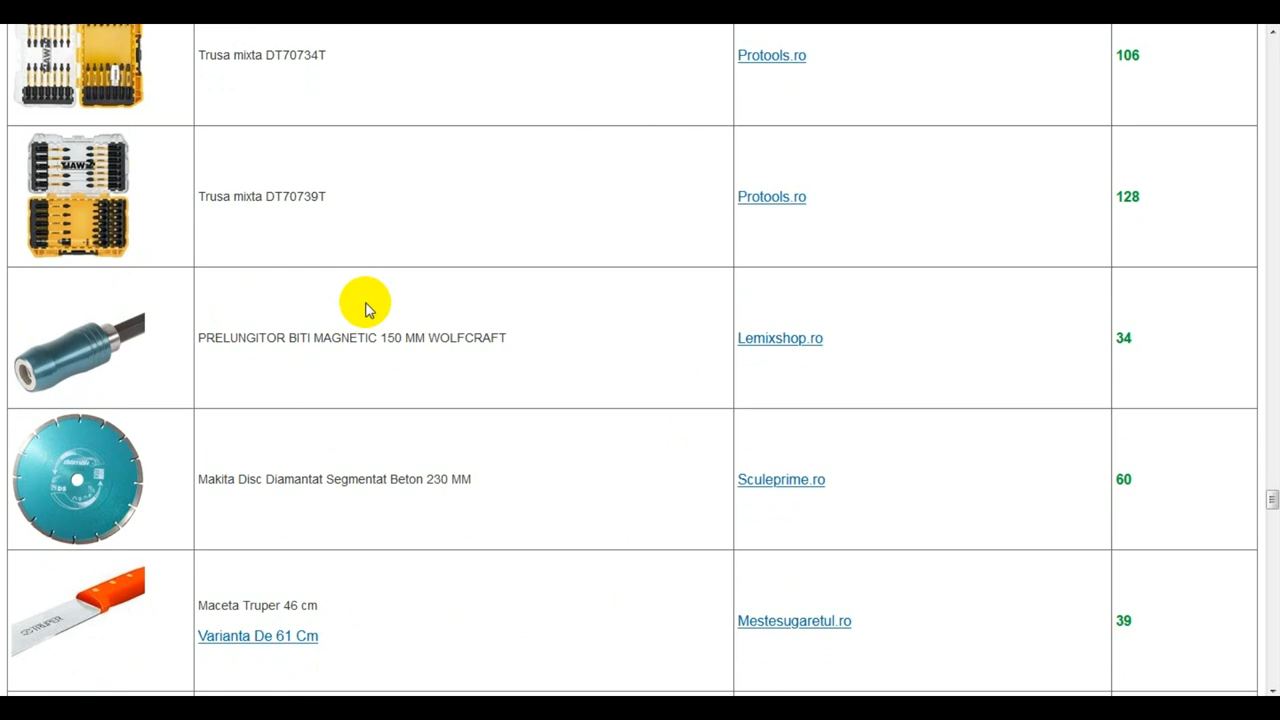 Trusa mixta DT70734T
Protools.ro
106
Trusa mixta DT70739T
Protools.ro
128
PRELUNGITOR BITI MAGNETIC 150 MM WOLFCRAFT
Lemixshop.ro
34
Makita Disc Diamantat Segmentat Beton 230 MM
Sculeprime.ro
60
TRUPER
Maceta Truper 46 cm
Varianta De 61 Cm
Mestesugaretul.ro
39